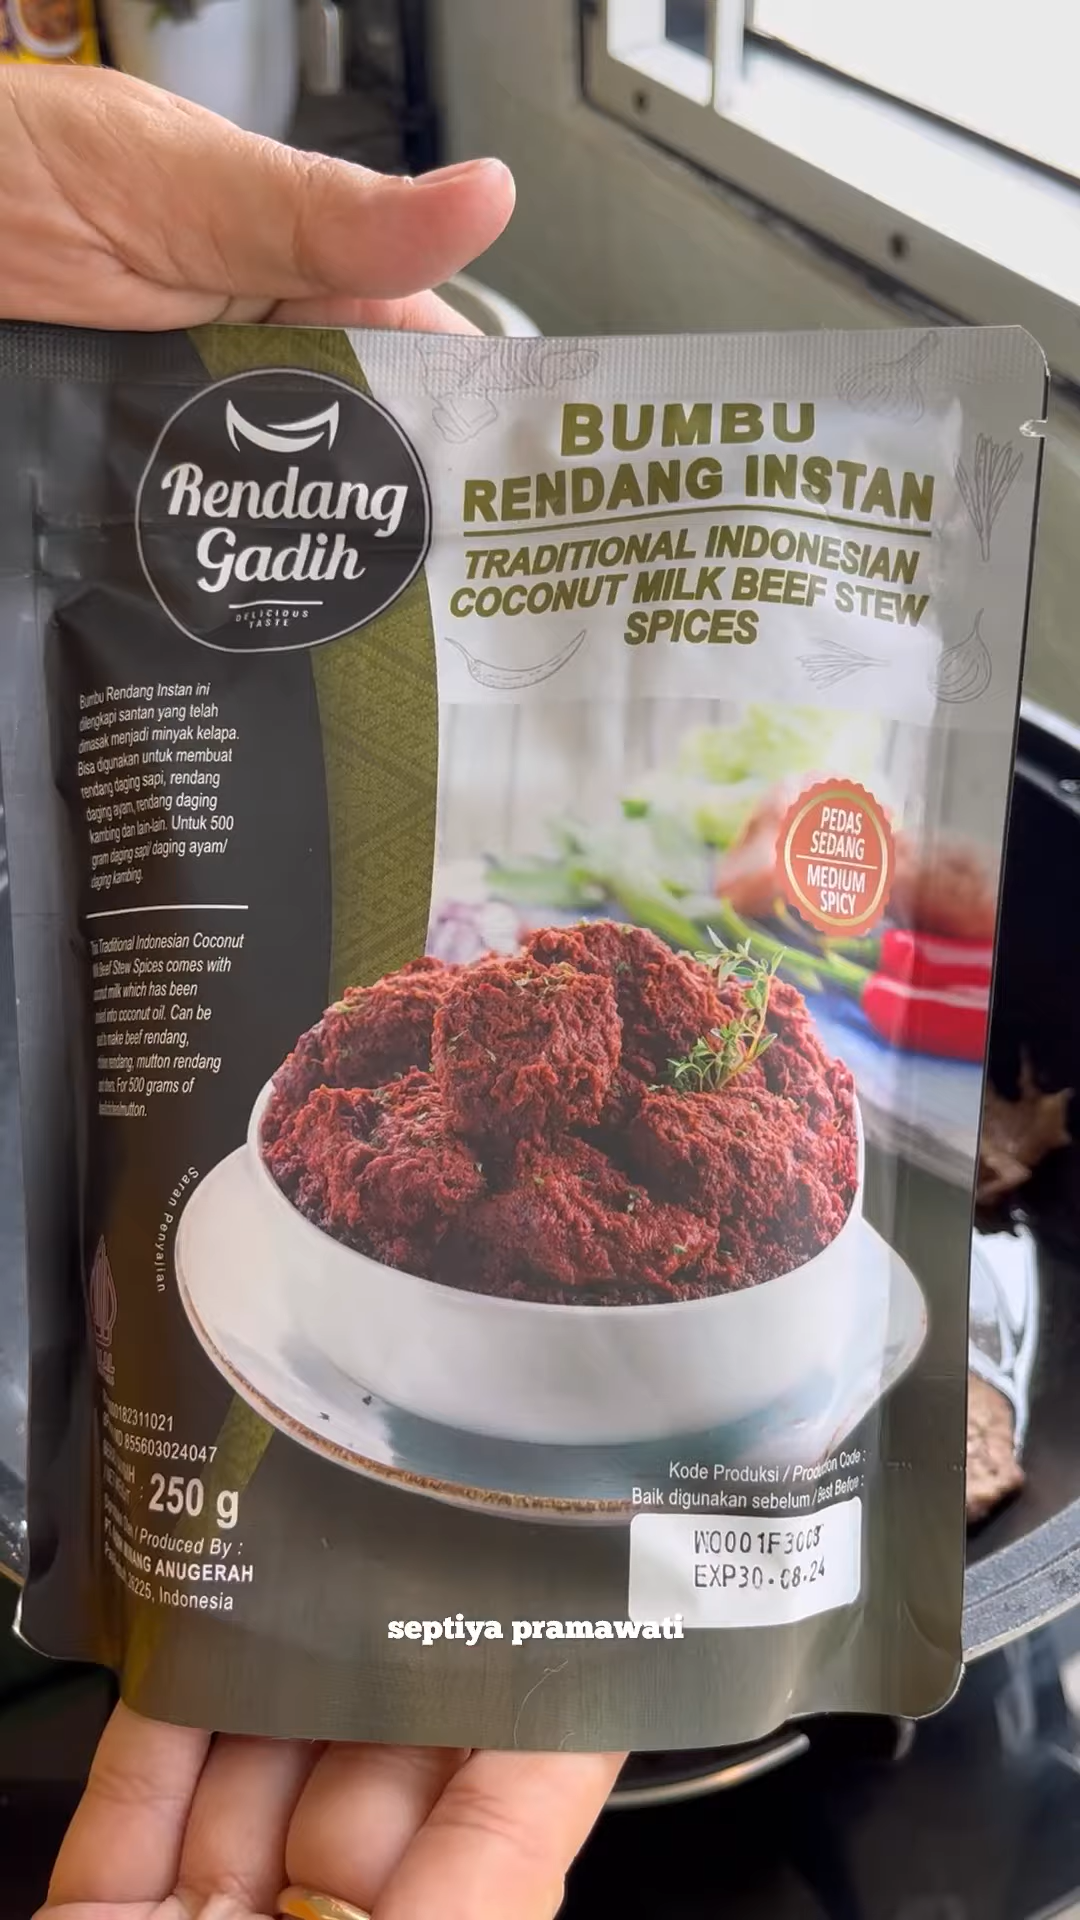 Rendang
Gadih
DELICIOUS
TASTE
BUMBU
RENDANG INSTAN
TRADITIONAL INDONESIAN
COCONUT MILK BEEF STEW
SPICES
Bumbu Rendang Instan ini
dilengkapi santan yang telah
dimasak menjadi minyak kelapa.
Bisa digunakan untuk membuat
rendang daging sapi, rendang
daging ayam, rendang daging
kambing dan lain-lain. Untuk 500
gram daging sapi/ daging ayam/
daging kambing.
Traditional Indonesian Coconut
Beef Stew Spices comes with
milk which has been
into coconut oil. Can be
make beef rendang,
rendang, mutton rendang
For 500 grams of
PEDAS
SEDANG
MEDIUM
SPICY
Saran Penyajian
855603024047
250 g
/ Produced By :
ANUGERAH
Indonesia
Kode Produksi / Production Code :
Baik digunakan sebelum / Best Before :
EXP30-08-24
septiya pramawati